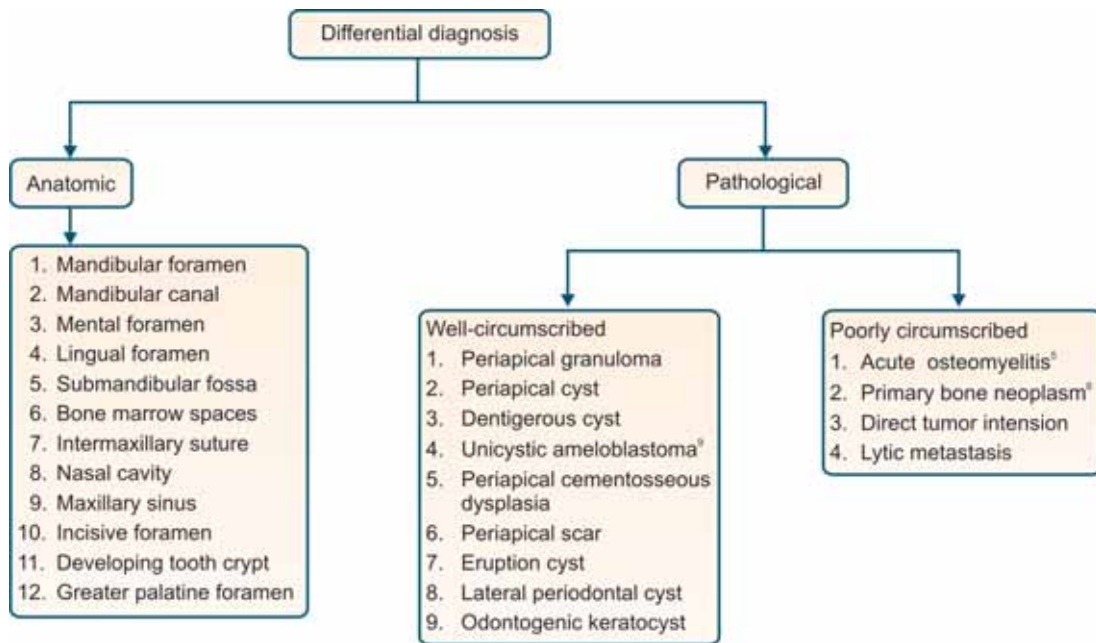 Differential diagnosis
Anatomic
Pathological
1. Mandibular foramen
2. Mandibular canal
3. Mental foramen
4. Lingual foramen
5. Submandibular fossa
6. Bone marrow spaces
7. Intermaxillary suture
8. Nasal cavity
9. Maxillary sinus
10. Incisive foramen
11. Developing tooth crypt
12. Greater palatine foramen
Well-circumscribed
1. Periapical granuloma
2. Periapical cyst
3. Dentigerous cyst
4. Unicystic ameloblastoma⁹
5. Periapical cementosseous
dysplasia
6. Periapical scar
7. Eruption cyst
8. Lateral periodontal cyst
9. Odontogenic keratocyst
Poorly circumscribed
1. Acute osteomyelitis
2. Primary bone neoplasm
3. Direct tumor intension
4. Lytic metastasis